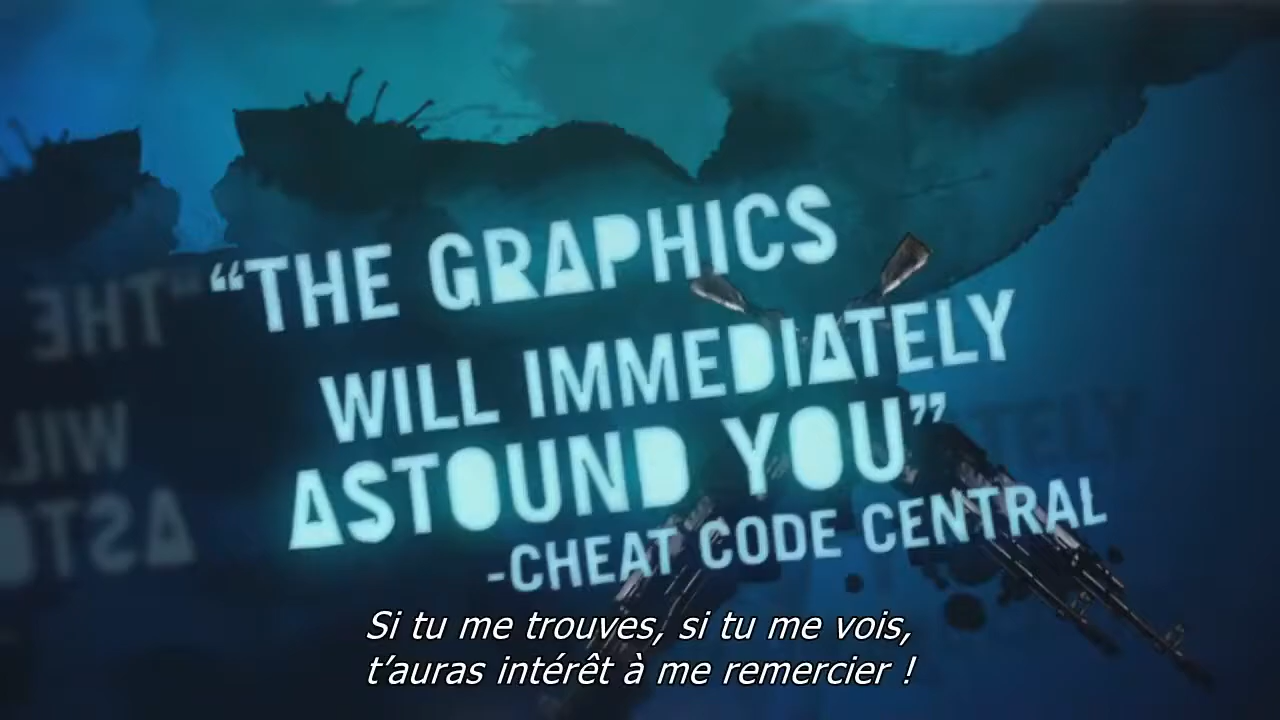 “THE GRAPHICS
WILL IMMEDIATELY
ASTOUND YOU”
-CHEAT CODE CENTRAL
Si tu me trouves, si tu me vois,
t’auras intérêt à me remercier !